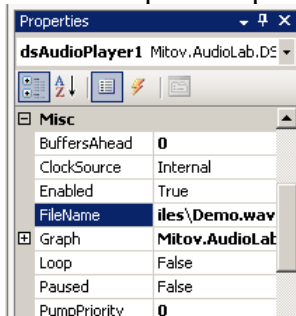 Properties
dsAudioPlayer1 Mitov.AudioLab.DS
Misc
BuffersAhead 0
ClockSource Internal
Enabled True
FileName iles\Demo.wav
Graph Mitov.AudioLab
Loop False
Paused False
PumpPriority 0